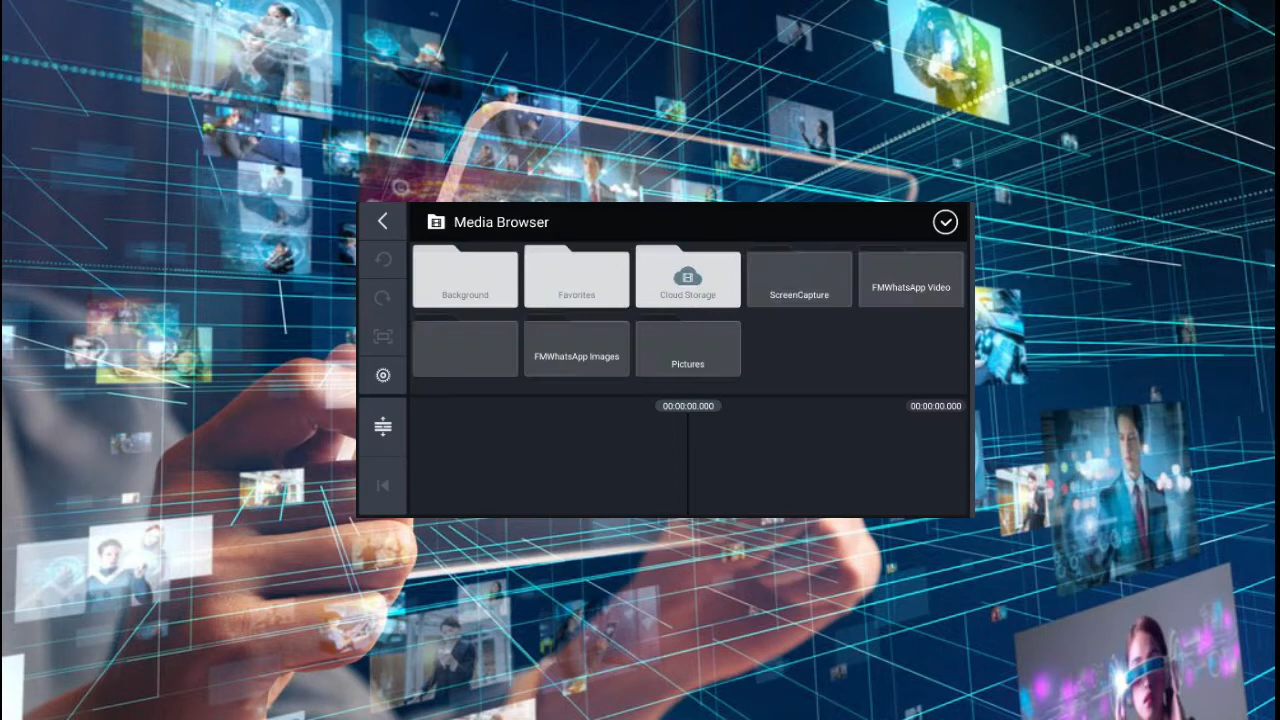 Media Browser
Background
Favorites
Cloud Storage
ScreenCapture
FMWhatsApp Video
FMWhatsApp Images
Pictures
00:00:00.000
00:00:00.000